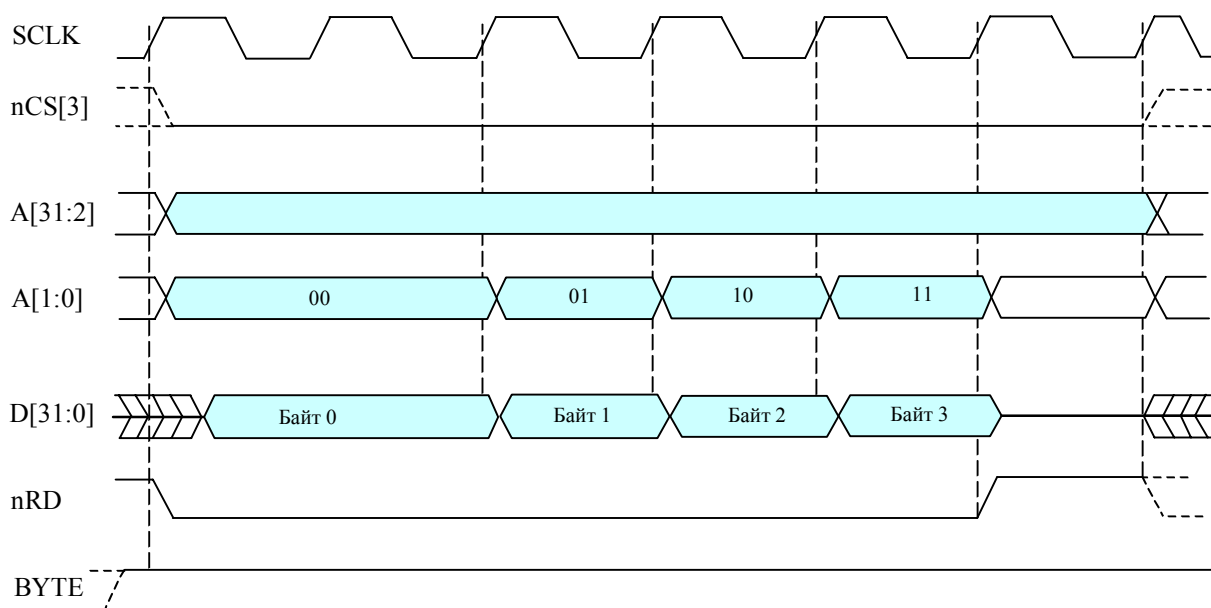 SCLK
nCS[3]
A[31:2]
A[1:0]
00
01
10
11
D[31:0]
Байт 0
Байт 1
Байт 2
Байт 3
nRD
BYTE